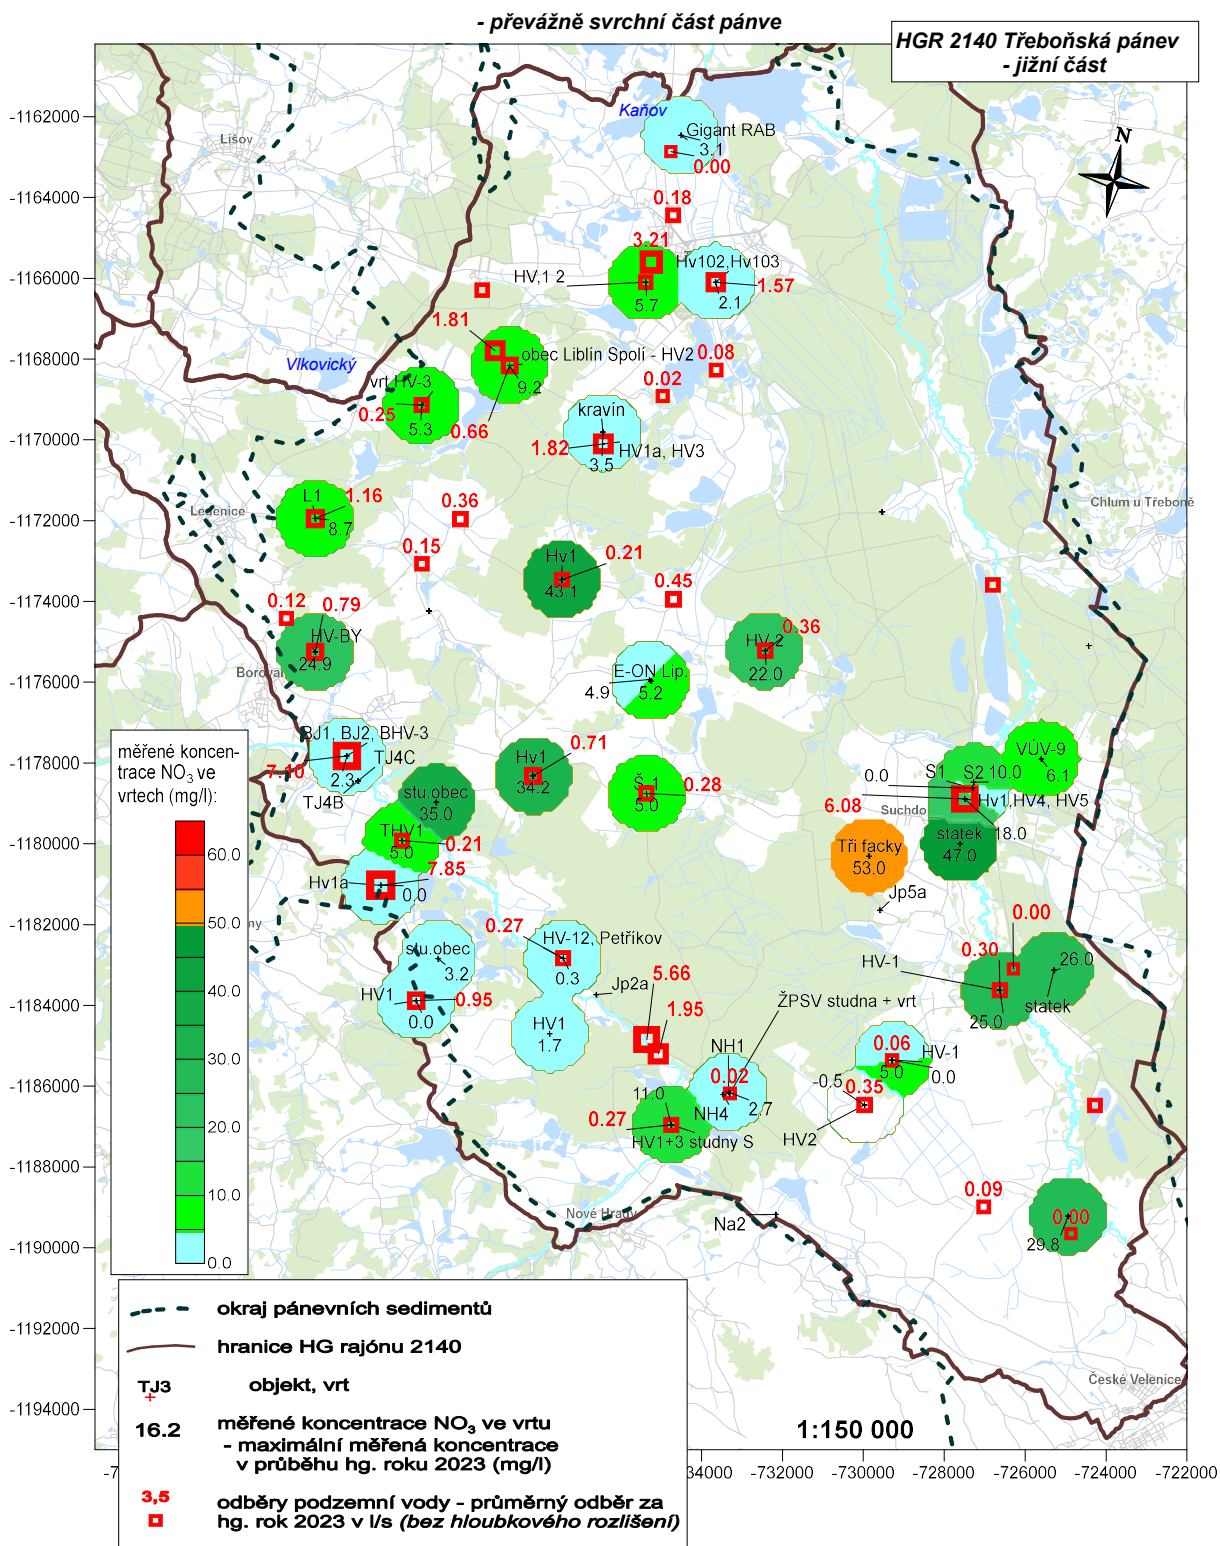 - převážně svrchní část pánve
HGR 2140 Třeboňská pánev
- jižní část
-1162000
-1164000
-1166000
-1168000
-1170000
-1172000
-1174000
-1176000
-1178000
-1180000
-1182000
-1184000
-1186000
-1188000
-1190000
-1192000
-1194000
Kaňov
Gigant RAB
3.1
0.00
N
Lišov
0.18
3.21
Hv102,Hv103
HV,1 2
1.57
5.7
2.1
1.81
obec Liblín Spolí - HV2
9.2
0.66
Vlkovický
vrt HV-3
0.25
5.3
0.08
0.02
kravín
1.82
HV1a, HV3
3.5
L1
1.16
8.7
Ledenice
0.36
0.15
Chlum u Třeboně
Hv1
0.21
43.1
0.45
0.12
0.79
HV-BY
24.9
HV-2
0.36
22.0
E-ON Lip.
4.9
5.2
BJ1, BJ2, BHV-3
TJ4C
7.10
2.3
TJ4B
Hv1
0.71
34.2
Š-1
0.28
5.0
VÚV-9
6.1
0.0
S1
S2 10.0
Suchdo
Hv1,HV4, HV5
6.08
18.0
statek
47.0
stu.obec
35.0
THV1
0.21
5.0
Tři facky
53.0
Jp5a
Hv1a
7.85
0.0
ny
0.27
HV-12, Petříkov
0.3
stu.obec
3.2
HV1
0.95
0.0
Jp2a
HV1
1.7
5.66
1.95
ŽPSV studna + vrt
0.00
0.30
HV-1
26.0
25.0
statek
NH1
0.02
2.7
NH4
11.0
0.27
HV1+3 studny S
0.06
HV-1
5.0
0.0
-0.5
0.35
HV2
0.09
0.00
29.8
Nové Hrady
Na2
České Velenice
měřené koncen-
trace NO3 ve
vrtech (mg/l):
60.0
50.0
40.0
30.0
20.0
10.0
0.0
okraj pánevních sedimentů
hranice HG rajónu 2140
TJ3
objekt, vrt
16.2
měřené koncentrace NO3 ve vrtu
- maximální měřená koncentrace
v průběhu hg. roku 2023 (mg/l)
3,5
odběry podzemní vody - průměrný odběr za
hg. rok 2023 v l/s (bez hloubkového rozlišení)
1:150 000
-7
34000
-732000
-730000
-728000
-726000
-724000
-722000